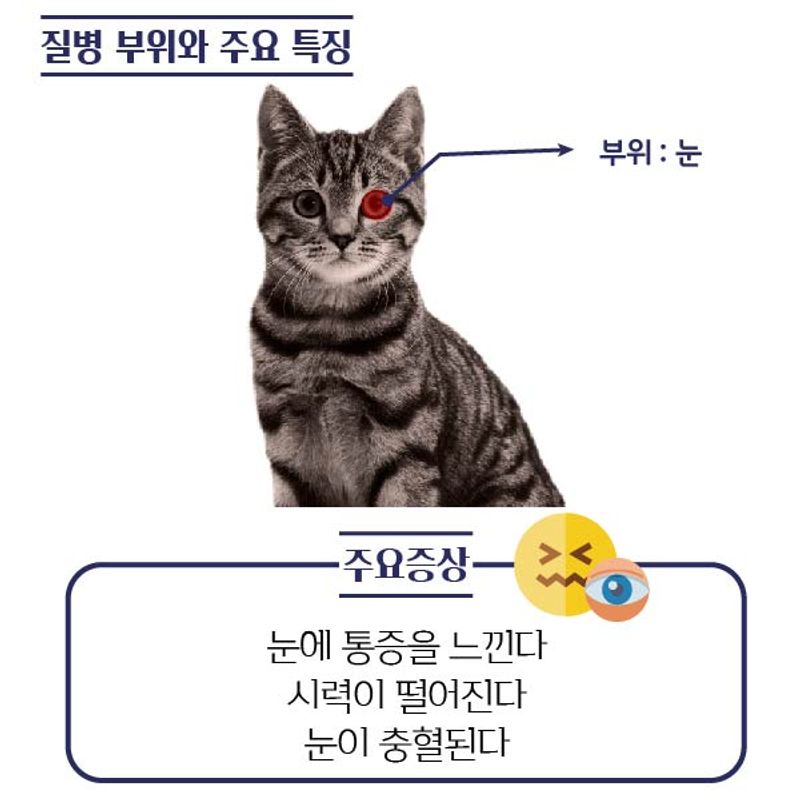 질병 부위와 주요 특징
부위 : 눈
주요증상
눈에 통증을 느낀다
시력이 떨어진다
눈이 충혈된다